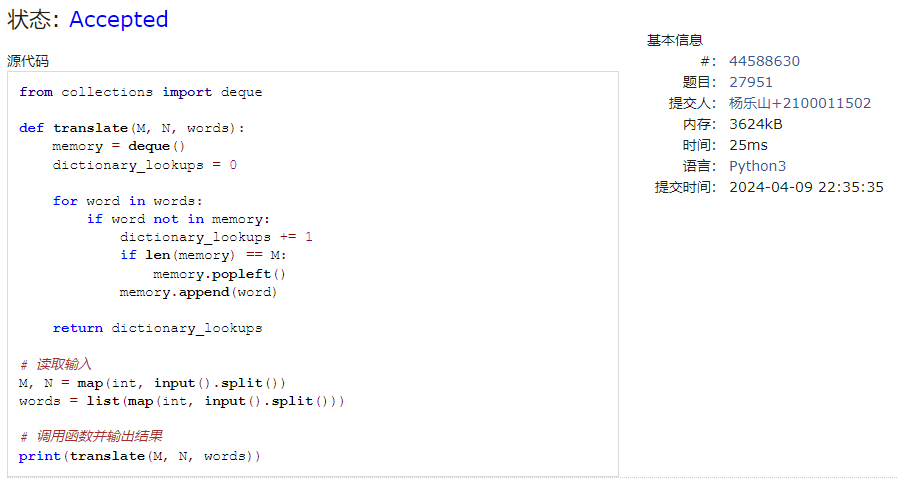 状态: Accepted
源代码
from collections import deque
def translate(M, N, words):
    memory = deque()
    dictionary_lookups = 0
    for word in words:
        if word not in memory:
            dictionary_lookups += 1
            if len(memory) == M:
                memory.popleft()
            memory.append(word)
    return dictionary_lookups
# 读取输入
M, N = map(int, input().split())
words = list(map(int, input().split()))
# 调用函数并输出结果
print(translate(M, N, words))
基本信息
#: 44588630
题目: 27951
提交人: 杨乐山+2100011502
内存: 3624kB
时间: 25ms
语言: Python3
提交时间: 2024-04-09 22:35:35